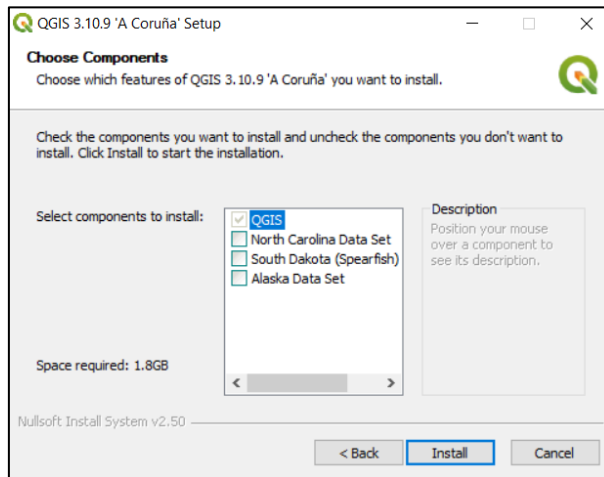 QGIS 3.10.9 'A Coruña' Setup
Choose Components
Choose which features of QGIS 3.10.9 'A Coruña' you want to install.
Check the components you want to install and uncheck the components you don't want to
install. Click Install to start the installation.
Select components to install:
QGIS
North Carolina Data Set
South Dakota (Spearfish)
Alaska Data Set
Description
Position your mouse
over a component to
see its description.
Space required: 1.8GB
Nullsoft Install System v2.50
< Back
Install
Cancel